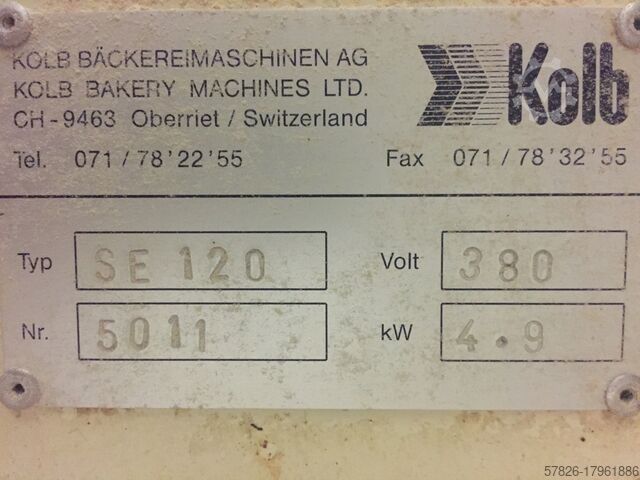 KOLB BÄCKEREIMASCHINEN AG
KOLB BAKERY MACHINES LTD.
CH-9463 Oberriet / Switzerland
Kolb
Tel. 071/78'22'55 Fax 071/78'32'55
Typ SE 120 Volt 380
Nr. 5011 kW 4.9
57826-17961886